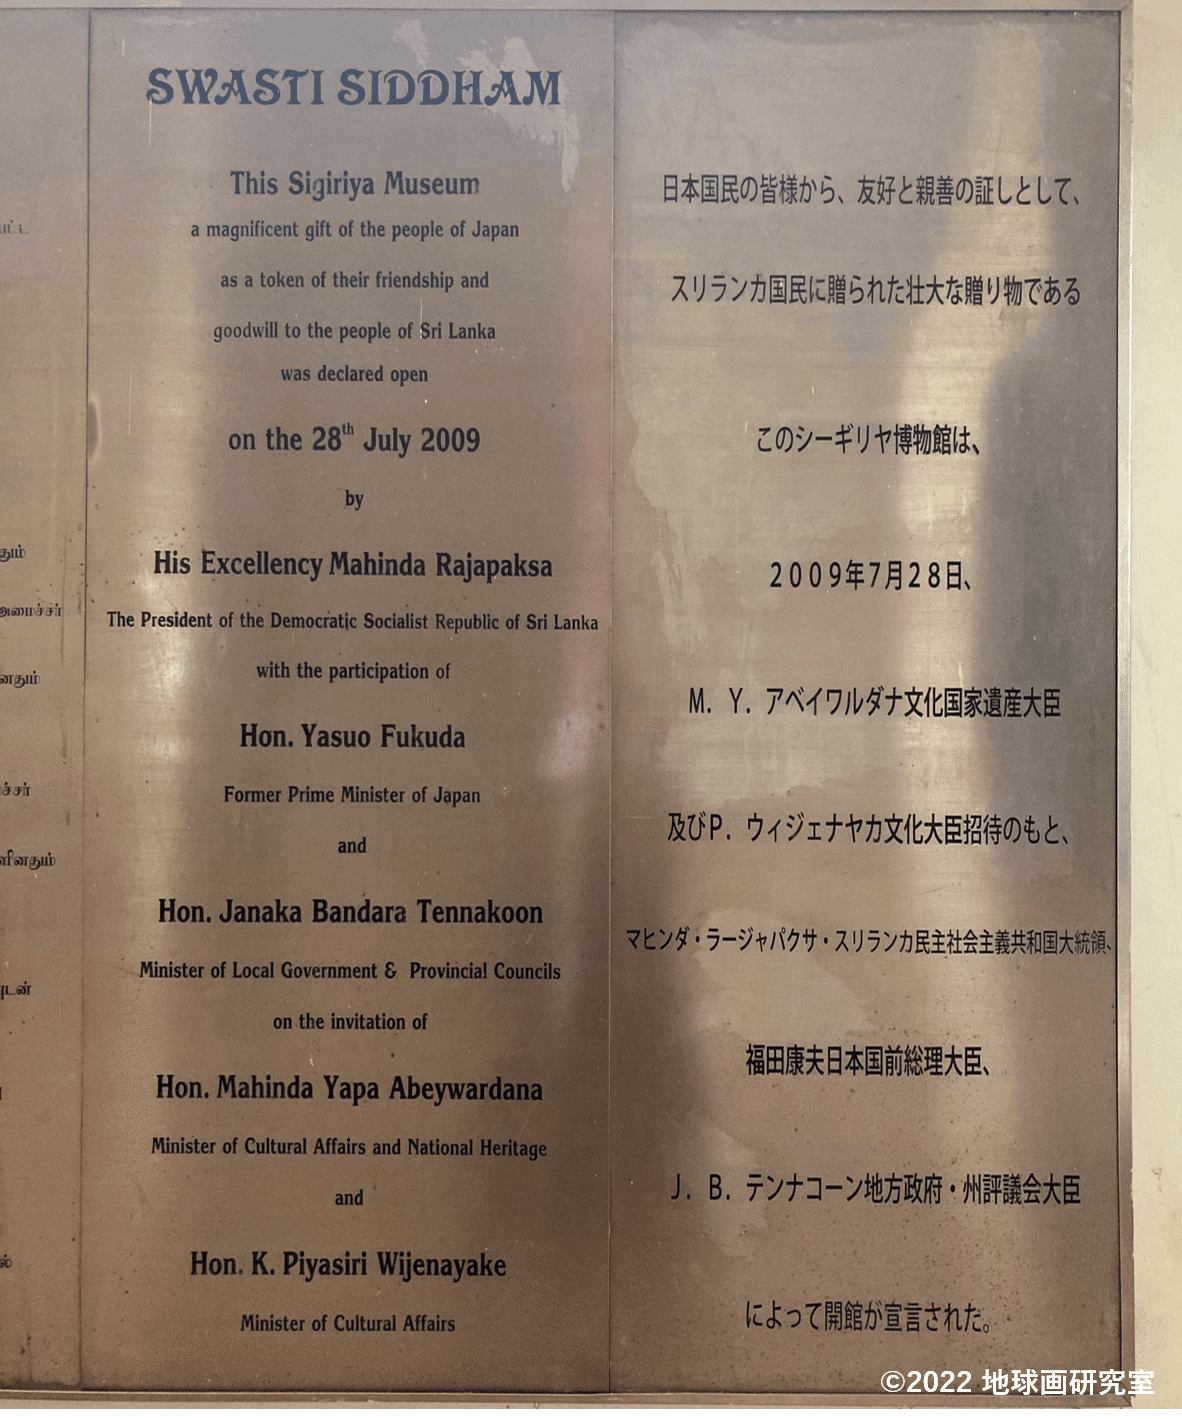 SWASTI SIDDHAM
This Sigiriya Museum
a magnificent gift of the people of Japan
as a token of their friendship and
goodwill to the people of Sri Lanka
was declared open
on the 28th July 2009
by
His Excellency Mahinda Rajapaksa
The President of the Democratic Socialist Republic of Sri Lanka
with the participation of
Hon. Yasuo Fukuda
Former Prime Minister of Japan
and
Hon. Janaka Bandara Tennakoon
Minister of Local Government & Provincial Councils
on the invitation of
Hon. Mahinda Yapa Abeywardana
Minister of Cultural Affairs and National Heritage
and
Hon. K. Piyasiri Wijenayake
Minister of Cultural Affairs
日本国民の皆様から、友好と親善の証しとして、
スリランカ国民に贈られた壮大な贈り物である
このシーギリヤ博物館は、
2009年7月28日、
M. Y. アベイワルダナ文化国家遺産大臣
及びP. ウィジェナヤカ文化大臣招待のもと、
マヒンダ・ラージャパクサ・スリランカ民主社会主義共和国大統領、
福田康夫日本国前総理大臣、
J. B. テンナコーン地方政府・州評議会大臣
によって開館が宣言された。
©2022 地球画研究室